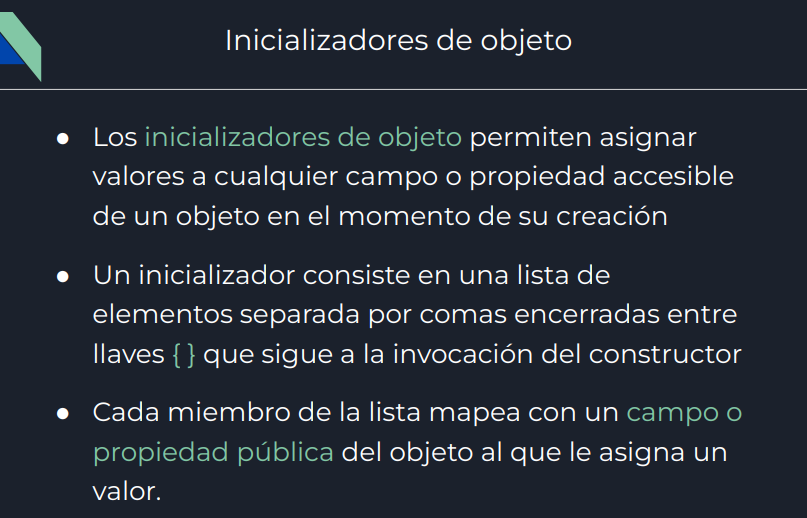 Inicializadores de objeto
● Los inicializadores de objeto permiten asignar
valores a cualquier campo o propiedad accesible
de un objeto en el momento de su creación
● Un inicializador consiste en una lista de
elementos separada por comas encerradas entre
llaves { } que sigue a la invocación del constructor
● Cada miembro de la lista mapea con un campo o
propiedad pública del objeto al que le asigna un
valor.